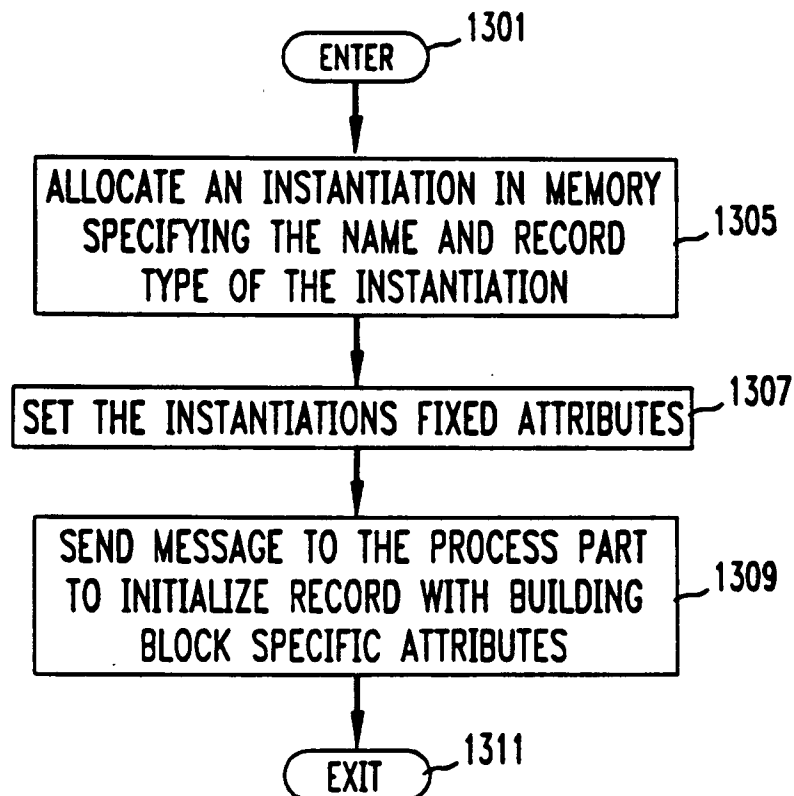 1301
ENTER
ALLOCATE AN INSTANTIATION IN MEMORY
SPECIFYING THE NAME AND RECORD
TYPE OF THE INSTANTIATION
1305
SET THE INSTANTIATIONS FIXED ATTRIBUTES
1307
SEND MESSAGE TO THE PROCESS PART
TO INITIALIZE RECORD WITH BUILDING
BLOCK SPECIFIC ATTRIBUTES
1309
EXIT
1311